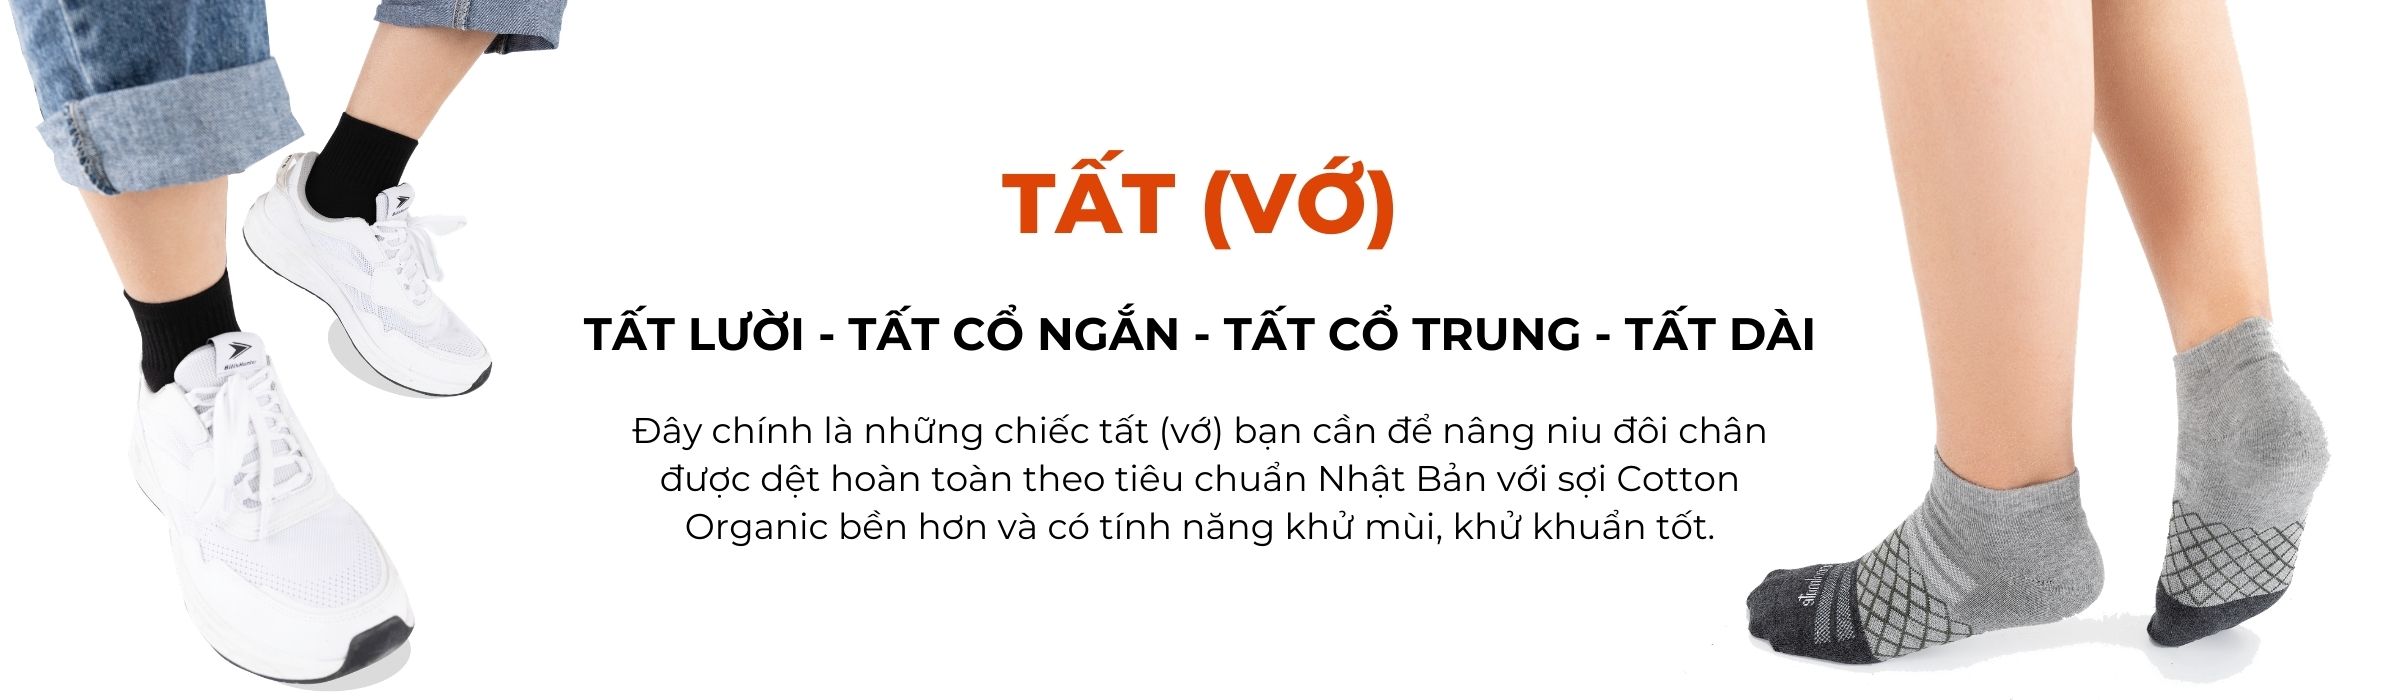 TẤT (VỚ)
TẤT LƯỜI - TẤT CỔ NGẮN - TẤT CỔ TRUNG - TẤT DÀI
Đây chính là những chiếc tất (vớ) bạn cần để nâng niu đôi chân
được dệt hoàn toàn theo tiêu chuẩn Nhật Bản với sợi Cotton
Organic bền hơn và có tính năng khử mùi, khử khuẩn tốt.